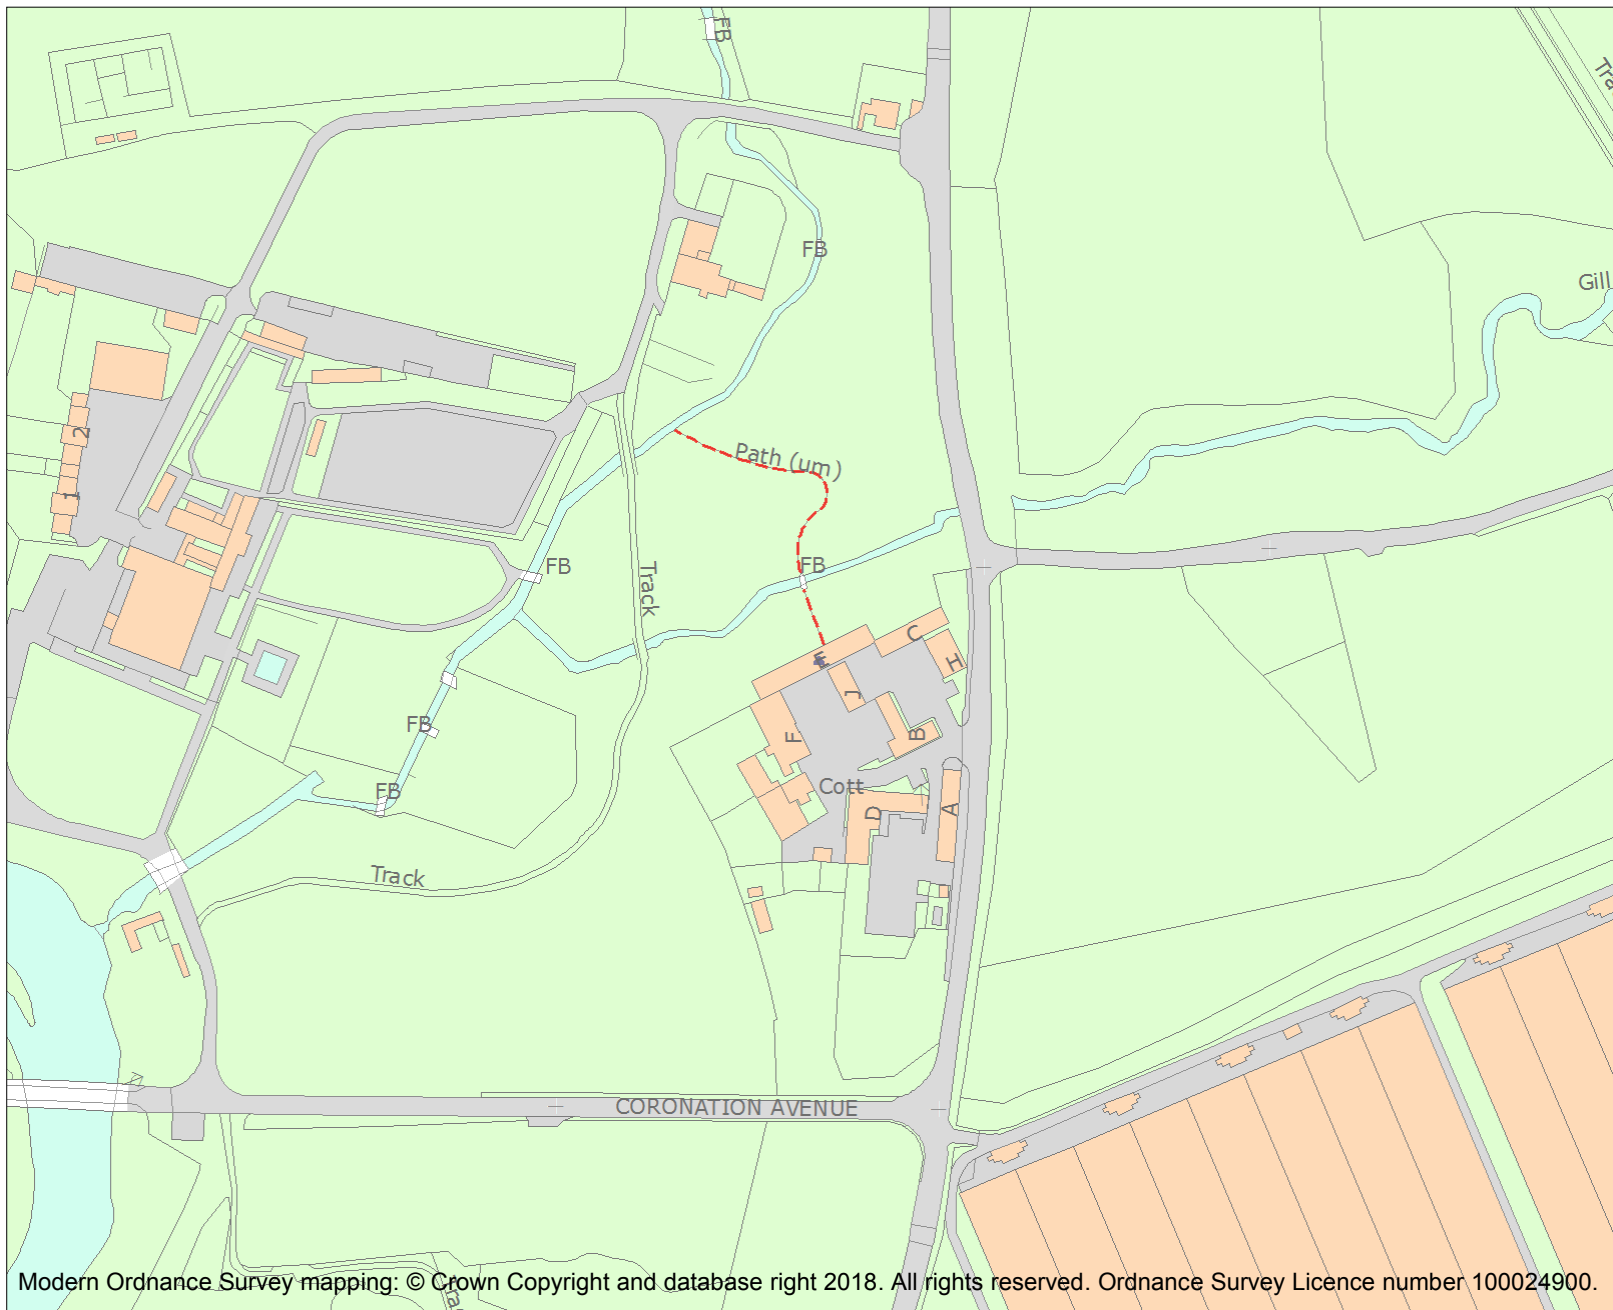 FB
Tra
FB
Gill
2
Path (um)
1
FB
FB
Track
C
H
J
FB
F
B
Cott
FB
D
A
Track
CORONATION AVENUE
Modern Ordnance Survey mapping: © Crown Copyright and database right 2018. All rights reserved. Ordnance Survey Licence number 100024900.